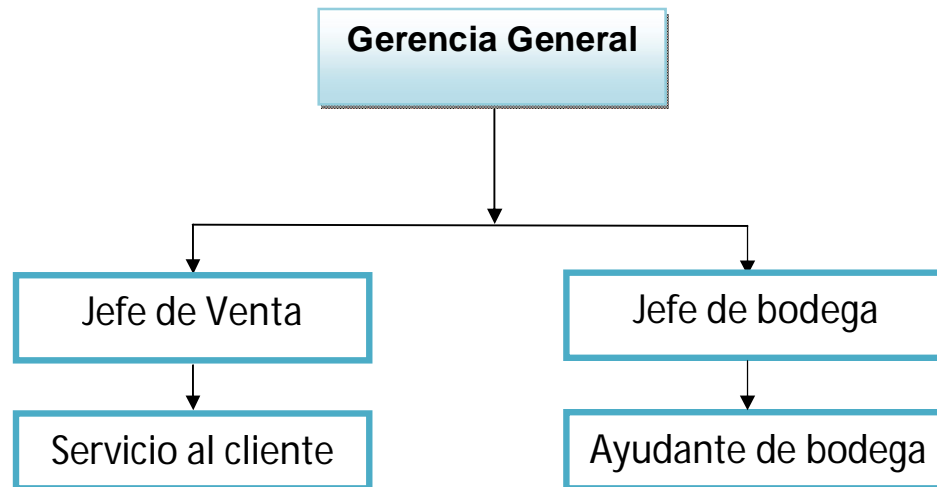 Gerencia General
Jefe de Venta
Jefe de bodega
Servicio al cliente
Ayudante de bodega